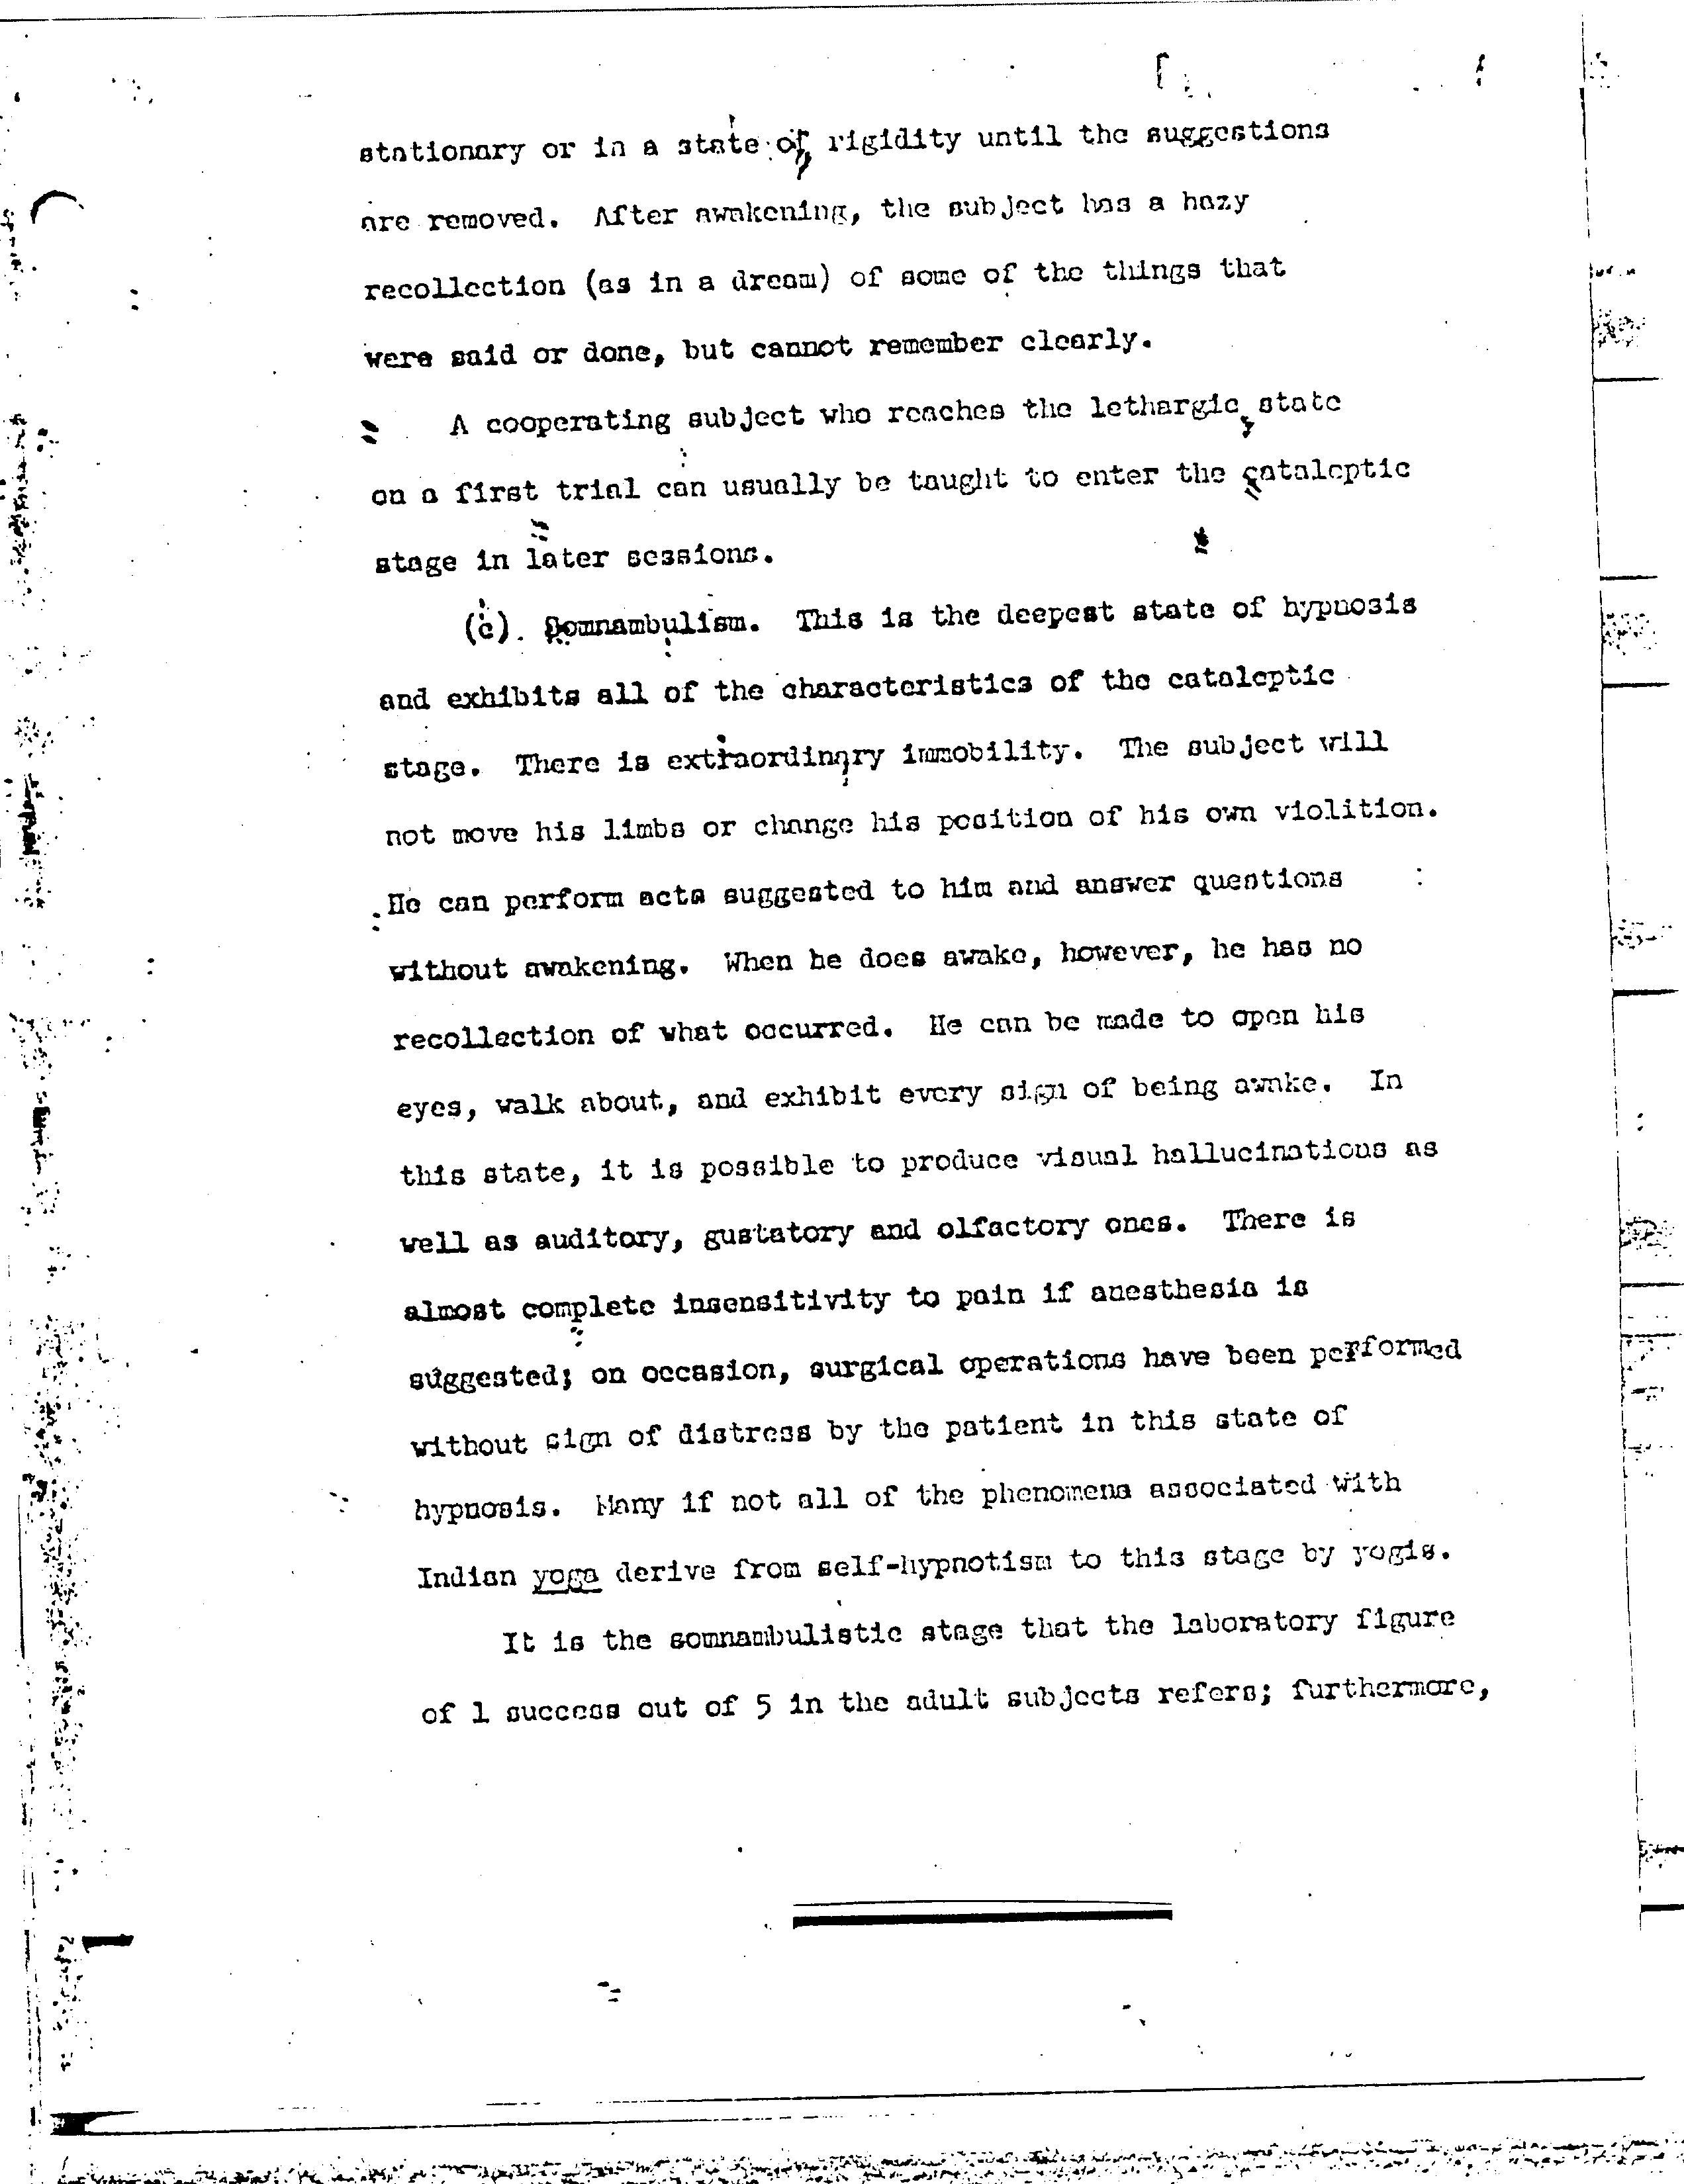 stationary or in a state of rigidity until the suggestions
are removed. After awakening, the subject has a hazy
recollection (as in a dream) of some of the things that
were said or done, but cannot remember clearly.
A cooperating subject who reaches the lethargic state
on a first trial can usually be taught to enter the cataleptic
stage in later sessions.
(c). Somnambulism. This is the deepest state of hypnosis
and exhibits all of the characteristics of the cataleptic
stage. There is extraordinary immobility. The subject will
not move his limbs or change his position of his own violition.
He can perform acts suggested to him and answer questions
without awakening. When he does awake, however, he has no
recollection of what occurred. He can be made to open his
eyes, walk about, and exhibit every sign of being awake. In
this state, it is possible to produce visual hallucinations as
well as auditory, gustatory and olfactory ones. There is
almost complete insensitivity to pain if anesthesia is
suggested; on occasion, surgical operations have been performed
without sign of distress by the patient in this state of
hypnosis. Many if not all of the phenomena associated with
Indian yoga derive from self-hypnotism to this stage by yogis.
It is the somnambulistic stage that the laboratory figure
of 1 success out of 5 in the adult subjects refers; furthermore,